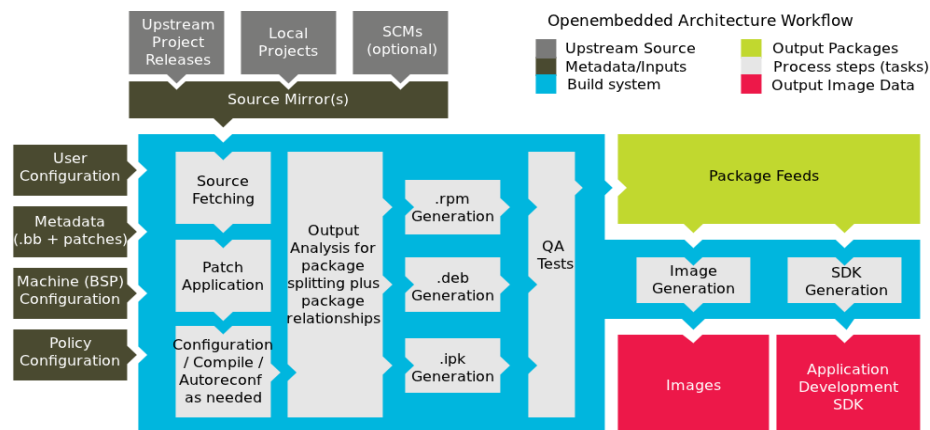 Upstream
Project
Releases
Local
Projects
SCMs
(optional)
Source Mirror(s)
Openembedded Architecture Workflow
Upstream Source
Metadata/Inputs
Build system
Output Packages
Process steps (tasks)
Output Image Data
User
Configuration
Metadata
(.bb + patches)
Machine (BSP)
Configuration
Policy
Configuration
Source
Fetching
Patch
Application
Configuration
/ Compile /
Autoreconf
as needed
Output
Analysis for
package
splitting plus
package
relationships
.rpm
Generation
.deb
Generation
.ipk
Generation
QA
Tests
Package Feeds
Image
Generation
SDK
Generation
Images
Application
Development
SDK